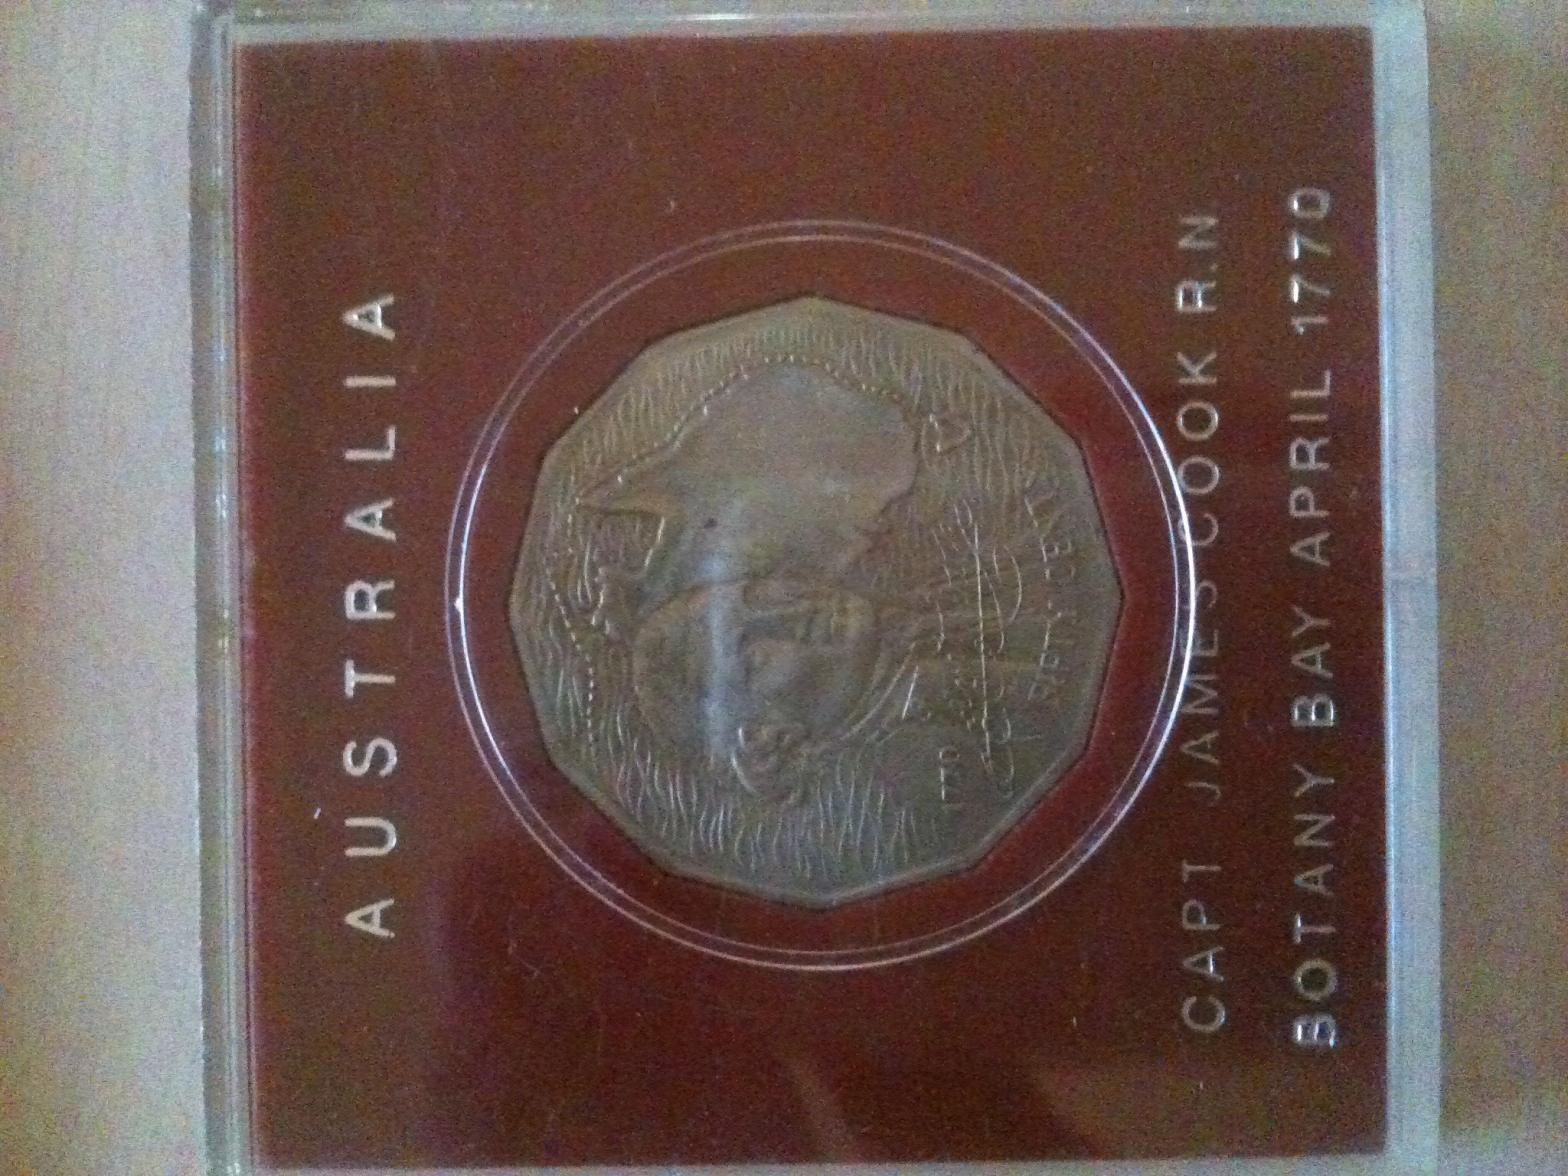 AUSTRALIA
CAPT JAMES COOK R.N
BOTANY BAY APRIL 1770